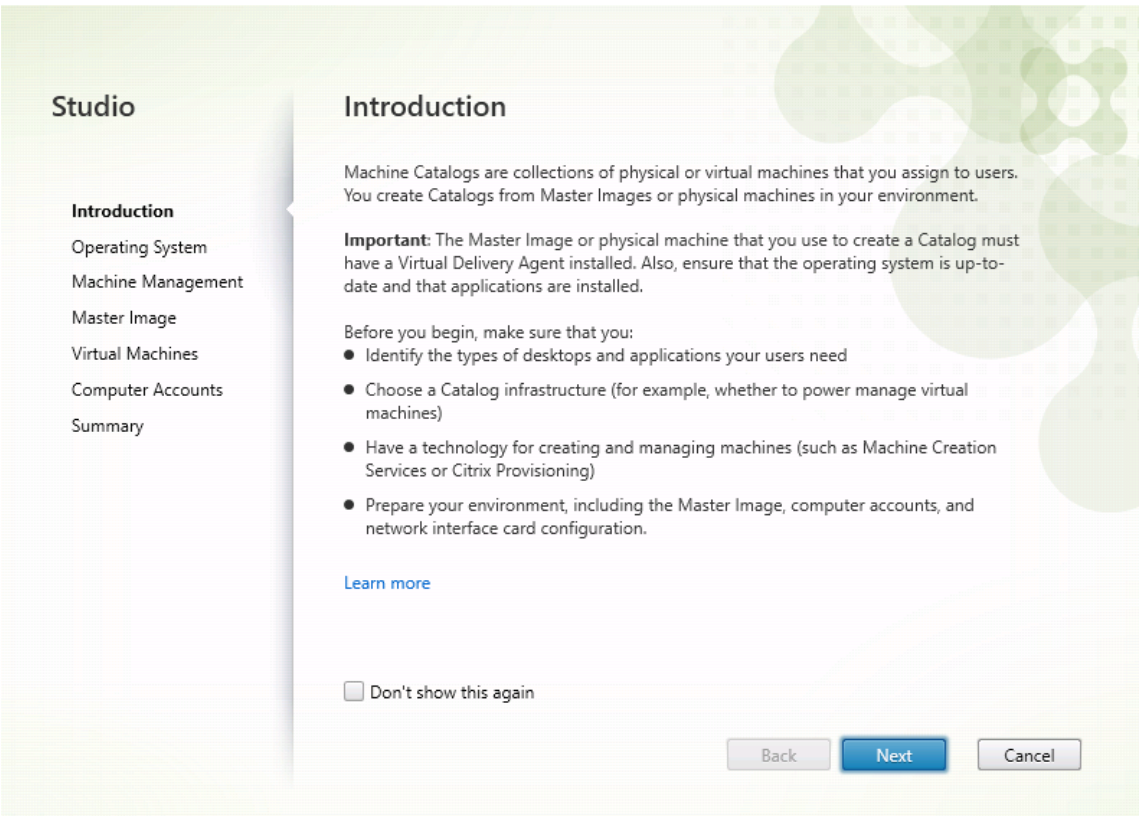 Studio
Introduction
Operating System
Machine Management
Master Image
Virtual Machines
Computer Accounts
Summary
Introduction
Machine Catalogs are collections of physical or virtual machines that you assign to users.
You create Catalogs from Master Images or physical machines in your environment.
Important: The Master Image or physical machine that you use to create a Catalog must
have a Virtual Delivery Agent installed. Also, ensure that the operating system is up-to-
date and that applications are installed.
Before you begin, make sure that you:
● Identify the types of desktops and applications your users need
● Choose a Catalog infrastructure (for example, whether to power manage virtual
machines)
● Have a technology for creating and managing machines (such as Machine Creation
Services or Citrix Provisioning)
● Prepare your environment, including the Master Image, computer accounts, and
network interface card configuration.
Learn more
Don't show this again
Back Next Cancel